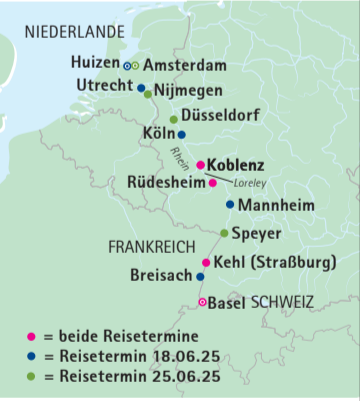 NIEDERLANDE
Huizen Amsterdam
Utrecht Nijmegen
Düsseldorf
Köln
Rhein
Koblenz
Loreley
Rüdesheim
Mannheim
Speyer
FRANKREICH
Kehl (Straßburg)
Breisach
Basel SCHWEIZ
= beide Reisetermine
= Reisetermin 18.06.25
= Reisetermin 25.06.25